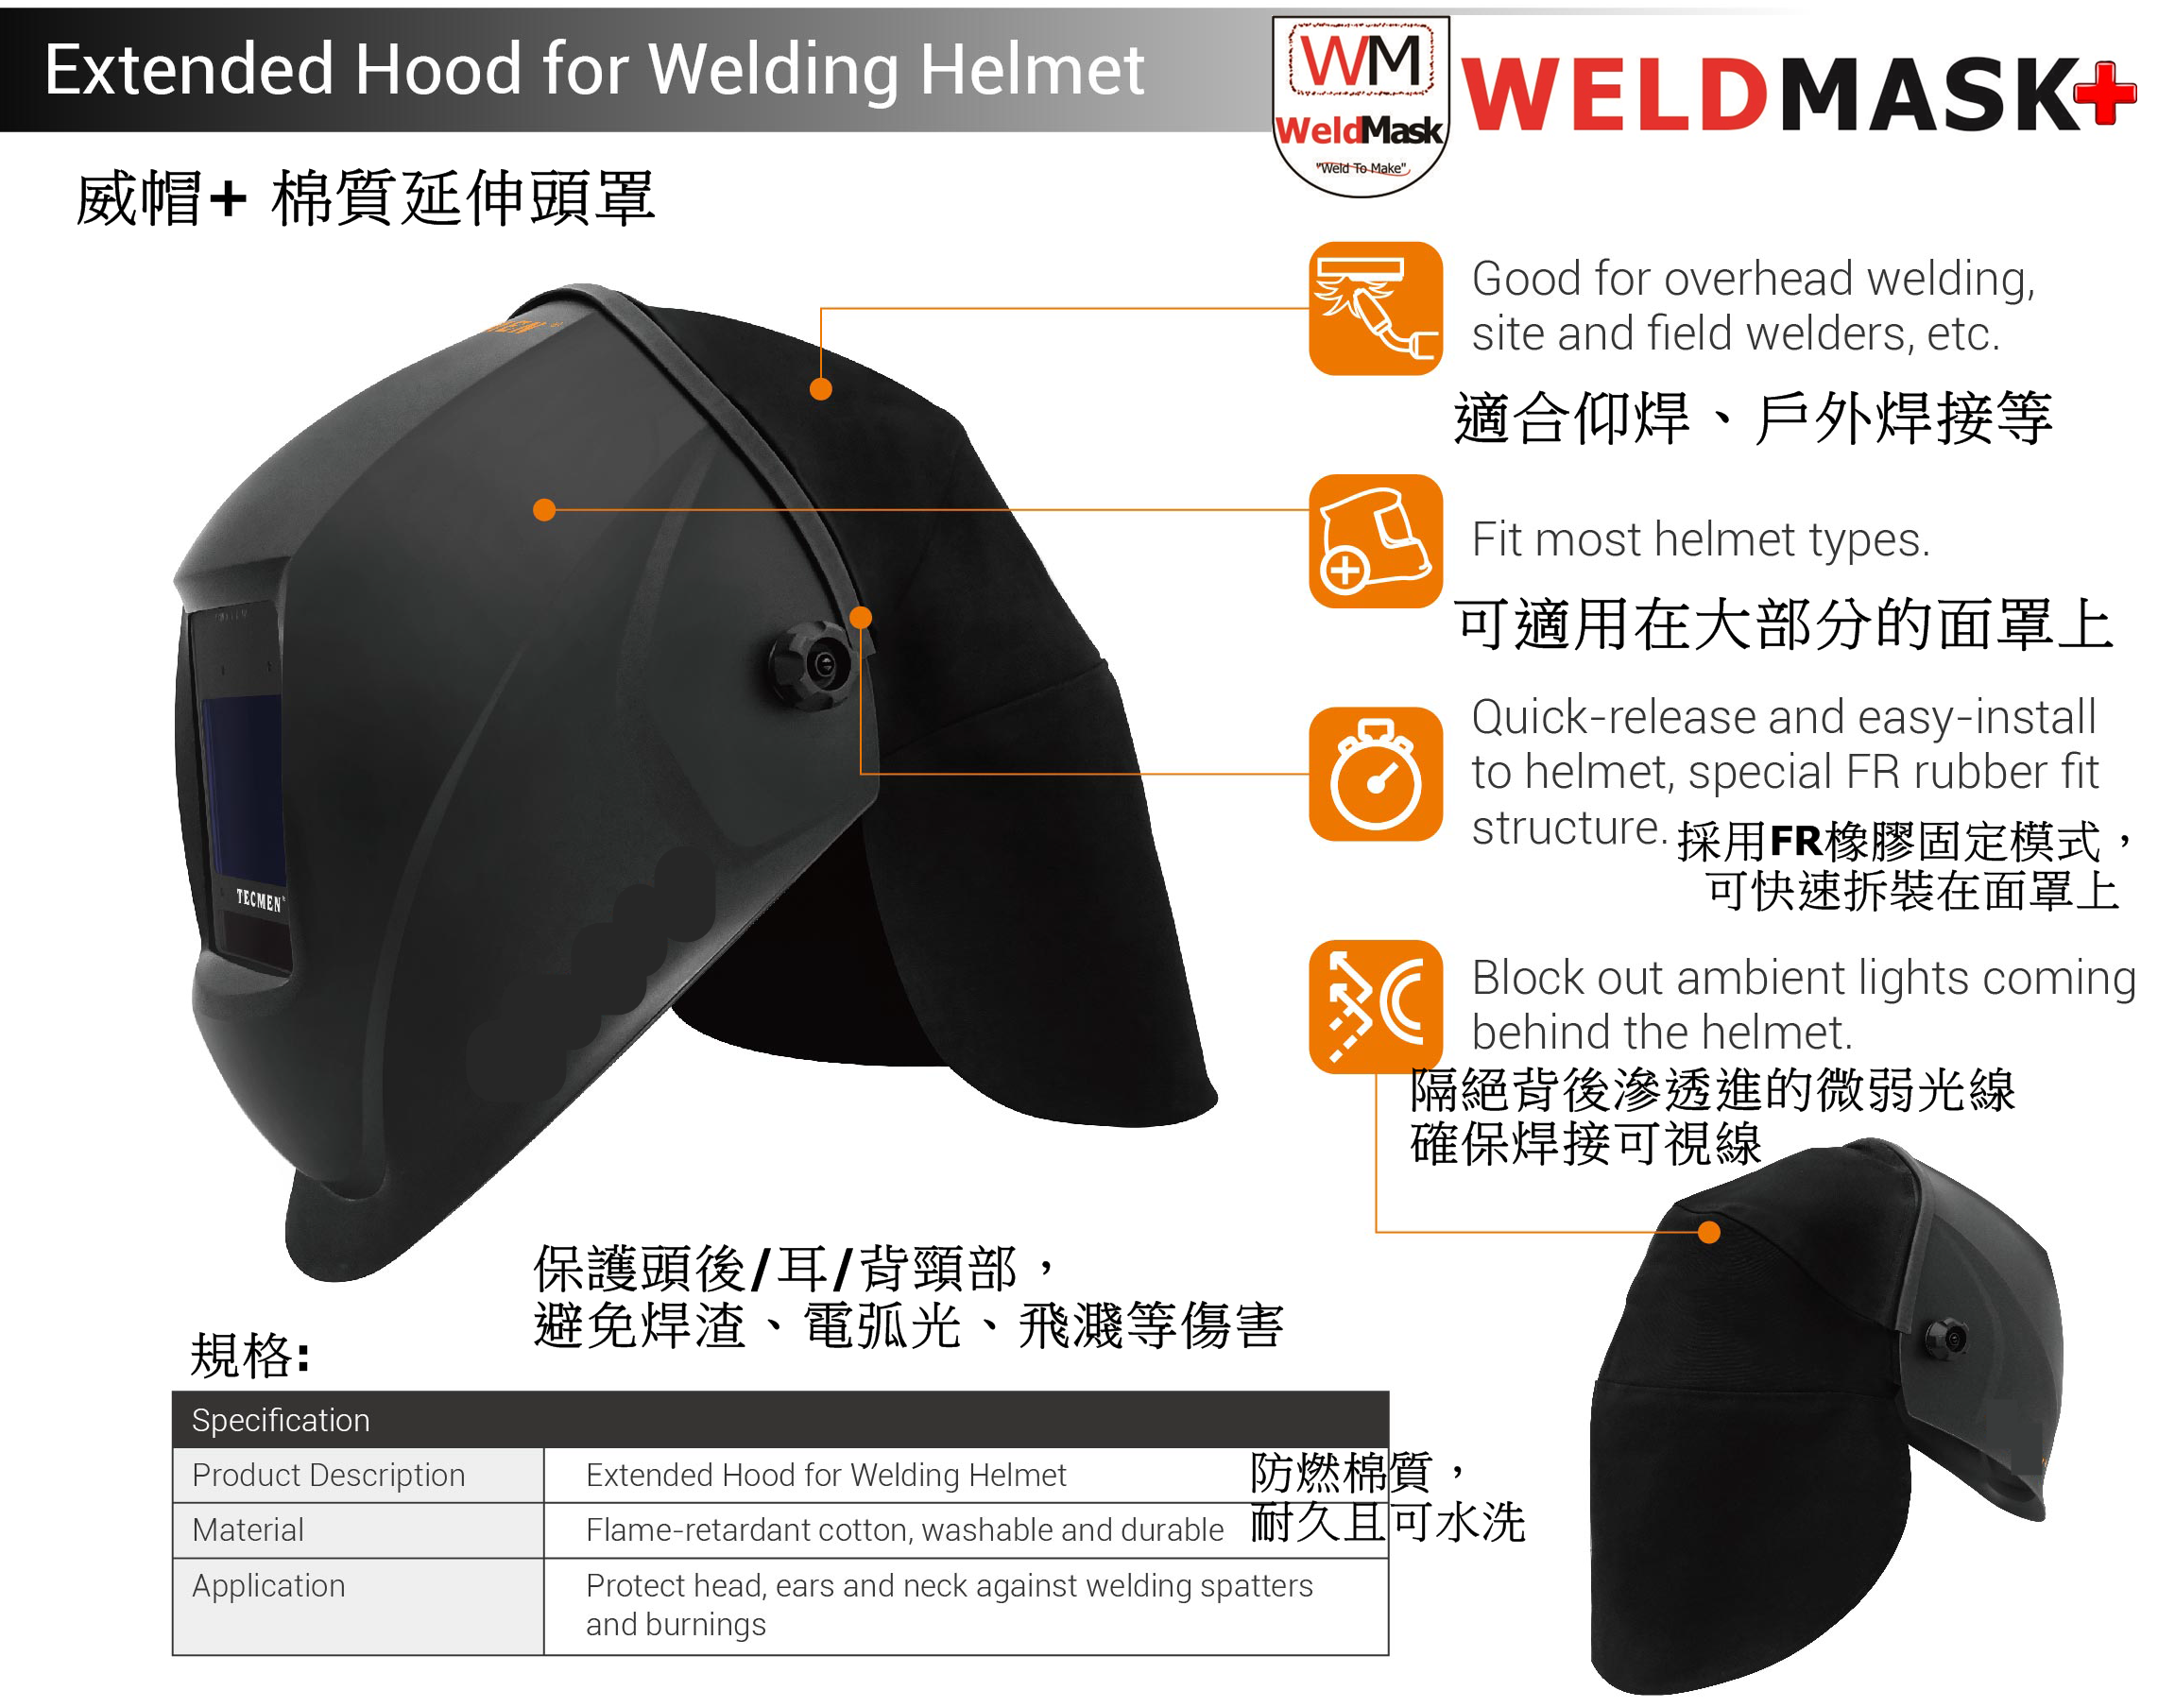 Extended Hood for Welding Helmet
WM
WeldMask
"Weld To Make"
WELDMASK+
威帽+ 棉質延伸頭罩
Good for overhead welding,
site and field welders, etc.
適合仰焊、戶外焊接等
Fit most helmet types.
可適用在大部分的面罩上
Quick-release and easy-install
to helmet, special FR rubber fit
structure.
採用FR橡膠固定模式，
可快速拆裝在面罩上
TECMEN®
Block out ambient lights coming
behind the helmet.
隔絕背後滲透進的微弱光線
確保焊接可視線
保護頭後/耳/背頸部，
避免焊渣、電弧光、飛濺等傷害
規格:
Specification
Product Description Extended Hood for Welding Helmet
防燃棉質，
Material Flame-retardant cotton, washable and durable
耐久且可水洗
Application Protect head, ears and neck against welding spatters
and burnings